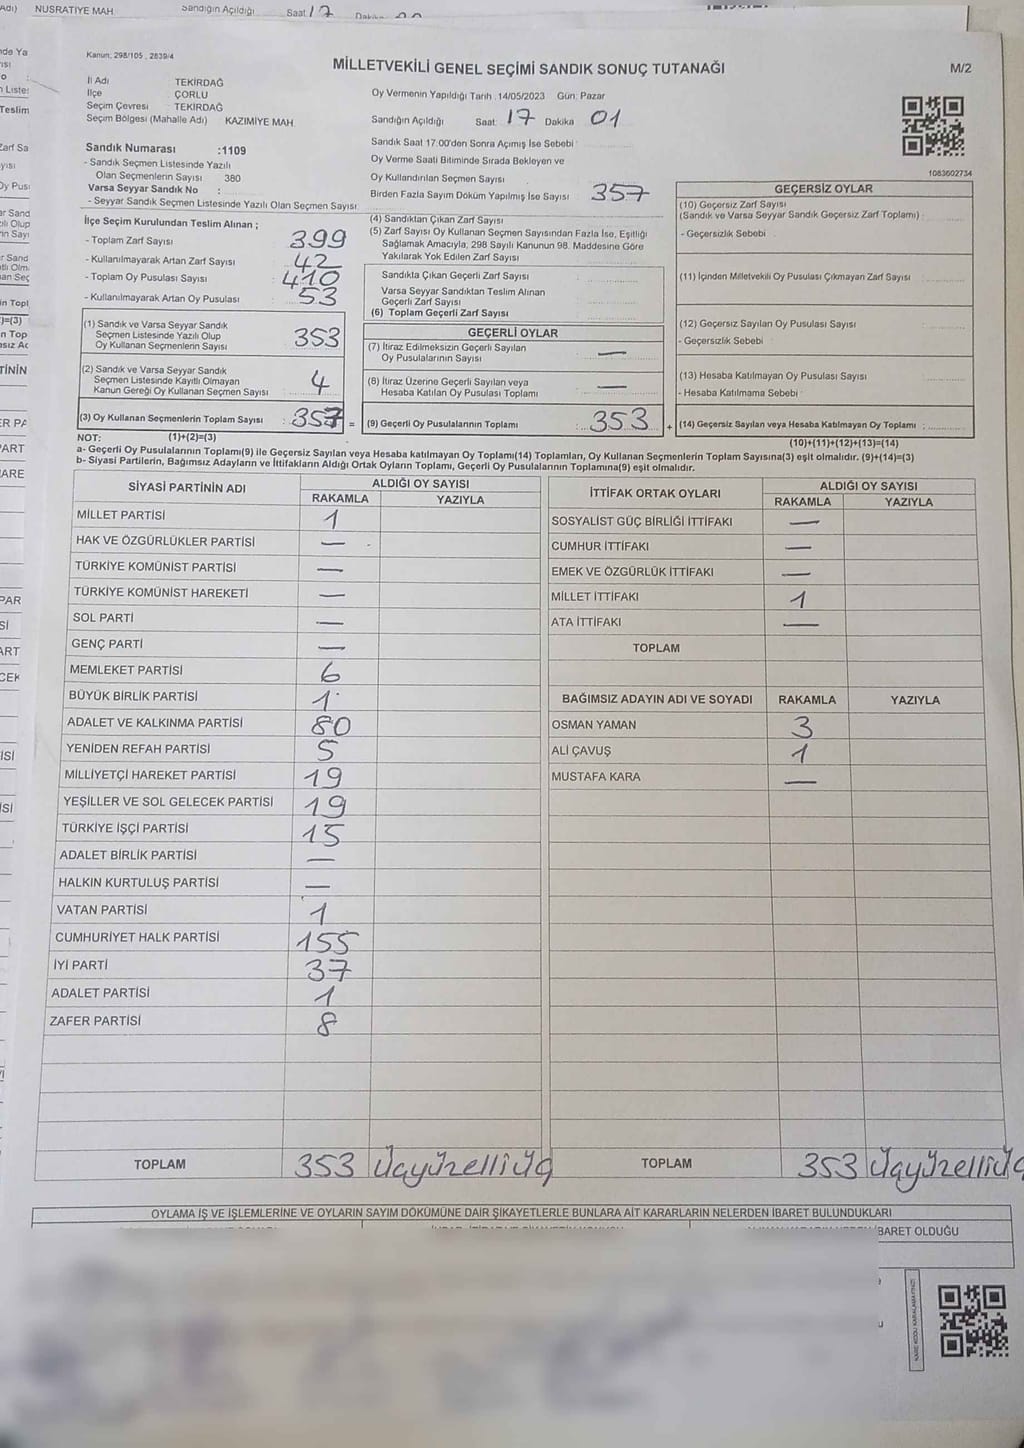 Adı) NUSRATİYE MAH. Sandığın Açıldığı Saat 17 Dakika
Kanun: 298/105 , 2839/4
MİLLETVEKİLİ GENEL SEÇİMİ SANDIK SONUÇ TUTANAĞI
M/2
İl Adı TEKİRDAĞ
İlçe ÇORLU
Seçim Çevresi TEKİRDAĞ
Seçim Bölgesi (Mahalle Adı) KAZIMİYE MAH.
Oy Vermenin Yapıldığı Tarih :14/05/2023 Gün: Pazar
Sandığın Açıldığı Saat: 17 Dakika 01
Sandık Saat 17:00'den Sonra Açımış İse Sebebi
Oy Verme Saati Bitiminde Sırada Bekleyen ve
Oy Kullandırılan Seçmen Sayısı
Birden Fazla Sayım Döküm Yapılmış İse Sayısı 357
1083602734
Sandık Numarası :1109
- Sandık Seçmen Listesinde Yazılı
Olan Seçmenlerin Sayısı 380
Varsa Seyyar Sandık No :
- Seyyar Sandık Seçmen Listesinde Yazılı Olan Seçmen Sayısı:
İlçe Seçim Kurulundan Teslim Alınan ;
- Toplam Zarf Sayısı 399
- Kullanılmayarak Artan Zarf Sayısı 42
- Toplam Oy Pusulası Sayısı 410
- Kullanılmayarak Artan Oy Pusulası 53
(1) Sandık ve Varsa Seyyar Sandık
Seçmen Listesinde Yazılı Olup
Oy Kullanan Seçmenlerin Sayısı 353
(2) Sandık ve Varsa Seyyar Sandık
Seçmen Listesinde Kayıtlı Olmayan
Kanun Gereği Oy Kullanan Seçmen Sayısı 4
(3) Oy Kullanan Seçmenlerin Toplam Sayısı : 357 =
(1)+(2)=(3)
(4) Sandıktan Çıkan Zarf Sayısı
(5) Zarf Sayısı Oy Kullanan Seçmen Sayısından Fazla İse, Eşitliği
Sağlamak Amacıyla, 298 Sayılı Kanunun 98. Maddesine Göre
Yakılarak Yok Edilen Zarf Sayısı
Sandıkla Çıkan Geçerli Zarf Sayısı
Varsa Seyyar Sandıktan Teslim Alınan
Geçerli Zarf Sayısı
(6) Toplam Geçerli Zarf Sayısı
GEÇERLİ OYLAR
(7) İtiraz Edilmeksizin Geçerli Sayılan
Oy Pusulalarının Sayısı —
(8) İtiraz Üzerine Geçerli Sayılan veya
Hesaba Katılan Oy Pusulası Toplamı —
(9) Geçerli Oy Pusulalarının Toplamı : 353 +
GEÇERSİZ OYLAR
(10) Geçersiz Zarf Sayısı
(Sandık ve Varsa Seyyar Sandık Geçersiz Zarf Toplamı) :
- Geçersizlik Sebebi
(11) İçinden Milletvekili Oy Pusulası Çıkmayan Zarf Sayısı
(12) Geçersiz Sayılan Oy Pusulası Sayısı
- Geçersizlik Sebebi
(13) Hesaba Katılmayan Oy Pusulası Sayısı
- Hesaba Katılmama Sebebi
(14) Geçersiz Sayılan veya Hesaba Katılmayan Oy Toplamı :
(10)+(11)+(12)+(13)=(14)
NOT:
a- Geçerli Oy Pusulasının Toplamı(9) ile Geçersiz Sayılan veya Hesaba katılmayan Oy Toplamı(14) Toplamları, Oy Kullanan Seçmenlerin Toplam Sayısına(3) eşit olmalıdır. (9)+(14)=(3)
b- Siyasi Partilerin, Bağımsız Adayların ve İttifakların Aldığı Ortak Oyların Toplamı, Geçerli Oy Pusulalarının Toplamına(9) eşit olmalıdır.
SİYASİ PARTİNİN ADI ALDIĞI OY SAYISI
RAKAMLA YAZIYLA
MİLLET PARTİSİ 1
HAK VE ÖZGÜRLÜKLER PARTİSİ —
TÜRKİYE KOMÜNİST PARTİSİ —
TÜRKİYE KOMÜNİST HAREKETİ —
SOL PARTİ —
GENÇ PARTİ —
MEMLEKET PARTİSİ 6
BÜYÜK BİRLİK PARTİSİ 1
ADALET VE KALKINMA PARTİSİ 80
YENİDEN REFAH PARTİSİ 5
MİLLİYETÇİ HAREKET PARTİSİ 19
YEŞİLLER VE SOL GELECEK PARTİSİ 19
TÜRKİYE İŞÇİ PARTİSİ 15
ADALET BİRLİK PARTİSİ —
HALKIN KURTULUŞ PARTİSİ —
VATAN PARTİSİ 1
CUMHURİYET HALK PARTİSİ 155
İYİ PARTİ 37
ADALET PARTİSİ 1
ZAFER PARTİSİ 8
TOPLAM 353 üçyüzelliüç
İTTİFAK ORTAK OYLARI ALDIĞI OY SAYISI
RAKAMLA YAZIYLA
SOSYALİST GÜÇ BİRLİĞİ İTTİFAKI —
CUMHUR İTTİFAKI —
EMEK VE ÖZGÜRLÜK İTTİFAKI —
MİLLET İTTİFAKI 1
ATA İTTİFAKI —
TOPLAM
BAĞIMSIZ ADAYIN ADI VE SOYADI RAKAMLA YAZIYLA
OSMAN YAMAN 3
ALİ ÇAVUŞ 1
MUSTAFA KARA —
TOPLAM 353 üçyüzelliüç
OYLAMA İŞ VE İŞLEMLERİNE VE OYLARIN SAYIM DÖKÜMÜNE DAİR ŞİKAYETLERLE BUNLARA AİT KARARLARIN NELERDEN İBARET BULUNDUKLARI
İBARET OLDUĞU